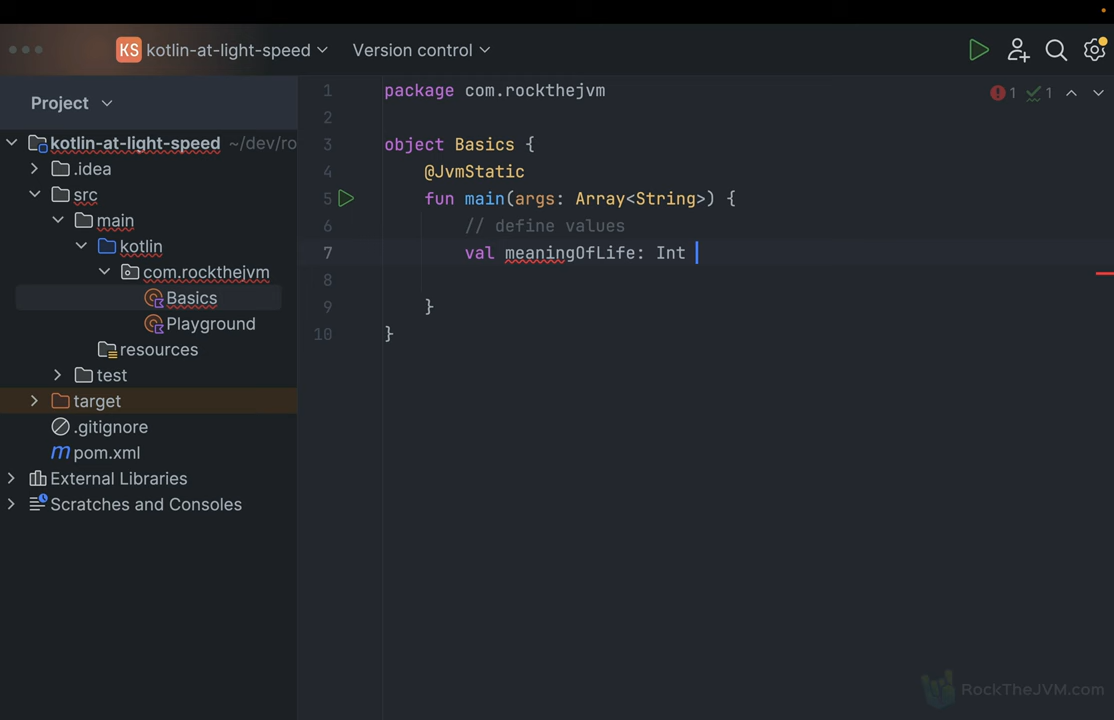 KS kotlin-at-light-speed Version control
Project
kotlin-at-light-speed ~/dev/ro
.idea
src
main
kotlin
com.rockthejvm
Basics
Playground
resources
test
target
.gitignore
m pom.xml
External Libraries
Scratches and Consoles
1 1
1 package com.rockthejvm
2
3 object Basics {
4 @JvmStatic
5 fun main(args: Array<String>) {
6 // define values
7 val meaningOfLife: Int
8
9 }
10 }
RockTheJVM.com